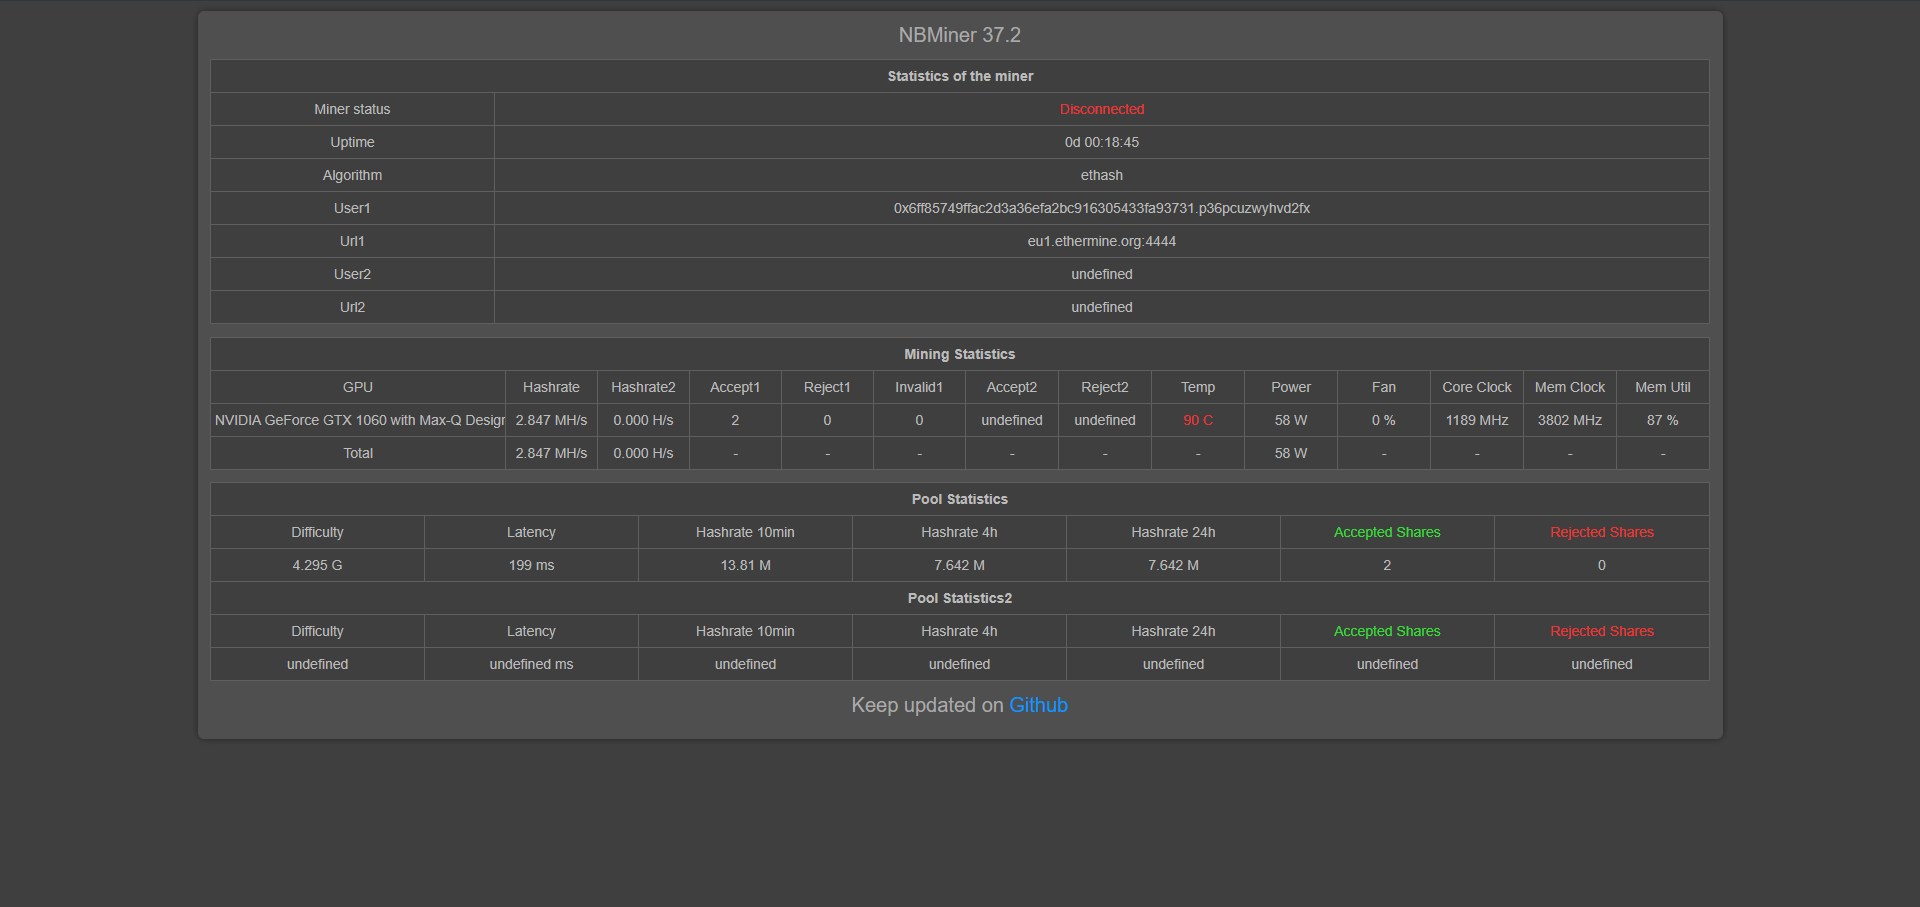 NBMiner 37.2
Statistics of the miner
Miner status Disconnected
Uptime 0d 00:18:45
Algorithm ethash
User1 0x6ff85749ffac2d3a36efa2bc916305433fa93731.p36pcuzwyhvd2fx
Url1 eu1.ethermine.org:4444
User2 undefined
Url2 undefined
Mining Statistics
GPU Hashrate Hashrate2 Accept1 Reject1 Invalid1 Accept2 Reject2 Temp Power Fan Core Clock Mem Clock Mem Util
NVIDIA GeForce GTX 1060 with Max-Q Design 2.847 MH/s 0.000 H/s 2 0 0 undefined undefined 90 C 58 W 0 % 1189 MHz 3802 MHz 87 %
Total 2.847 MH/s 0.000 H/s - - - - - - 58 W - - - -
Pool Statistics
Difficulty Latency Hashrate 10min Hashrate 4h Hashrate 24h Accepted Shares Rejected Shares
4.295 G 199 ms 13.81 M 7.642 M 7.642 M 2 0
Pool Statistics2
Difficulty Latency Hashrate 10min Hashrate 4h Hashrate 24h Accepted Shares Rejected Shares
undefined undefined ms undefined undefined undefined undefined undefined
Keep updated on Github